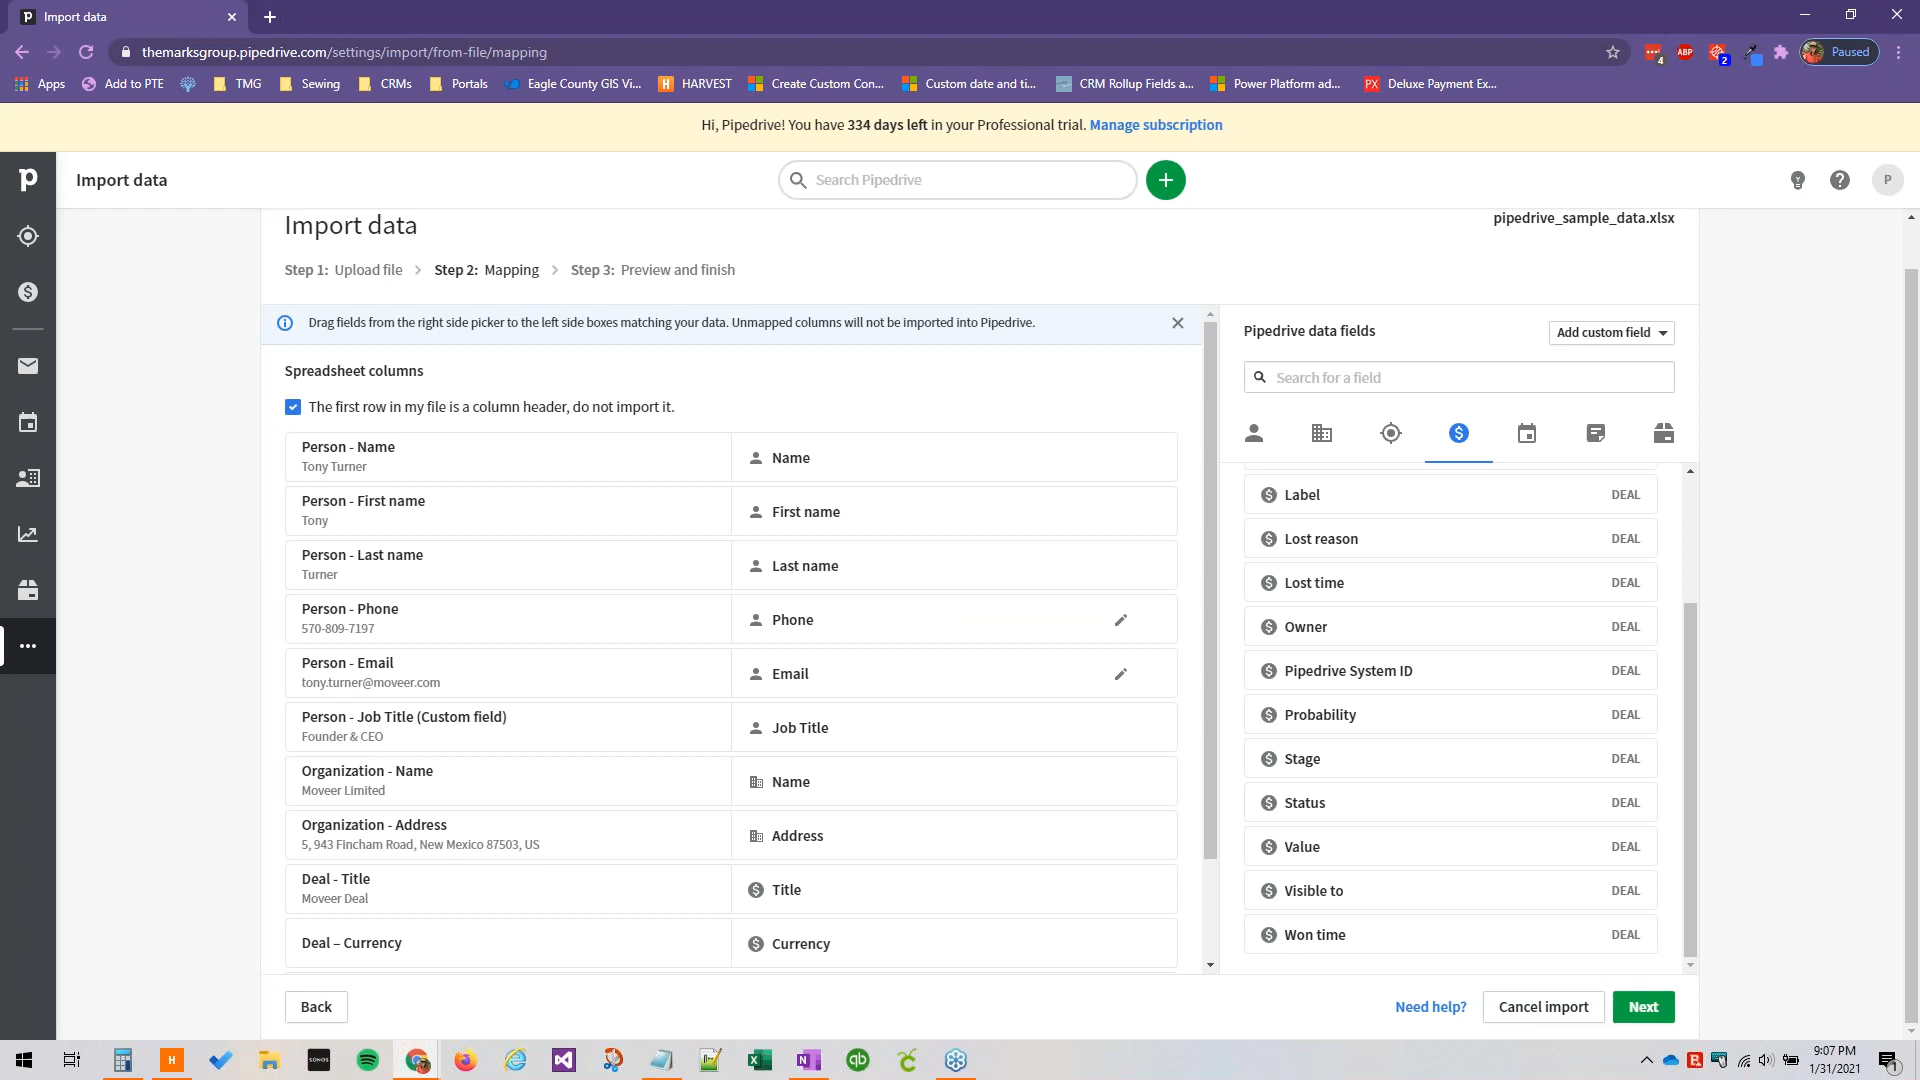 Import data
themarksgroup.pipedrive.com/settings/import/from-file/mapping
4
ABP
2
Paused
Apps
Add to PTE
TMG
Sewing
CRMs
Portals
Eagle County GIS Vi...
H
HARVEST
Create Custom Con...
Custom date and ti...
CRM Rollup Fields a...
Power Platform ad...
PX
Deluxe Payment Ex...
Hi, Pipedrive! You have 334 days left in your Professional trial. Manage subscription
p
Import data
Search Pipedrive
P
Import data
pipedrive_sample_data.xlsx
Step 1: Upload file > Step 2: Mapping > Step 3: Preview and finish
Drag fields from the right side picker to the left side boxes matching your data. Unmapped columns will not be imported into Pipedrive.
Spreadsheet columns
The first row in my file is a column header, do not import it.
Person - Name
Tony Turner
Name
Person - First name
Tony
First name
Person - Last name
Turner
Last name
Person - Phone
570-809-7197
Phone
Person - Email
tony.turner@moveer.com
Email
Person - Job Title (Custom field)
Founder & CEO
Job Title
Organization - Name
Moveer Limited
Name
Organization - Address
5, 943 Fincham Road, New Mexico 87503, US
Address
Deal - Title
Moveer Deal
Title
Deal – Currency
Currency
Pipedrive data fields
Add custom field
Search for a field
Label DEAL
Lost reason DEAL
Lost time DEAL
Owner DEAL
Pipedrive System ID DEAL
Probability DEAL
Stage DEAL
Status DEAL
Value DEAL
Visible to DEAL
Won time DEAL
Back
Need help?
Cancel import
Next
H
SONOS
qb
9:07 PM
1/31/2021
1